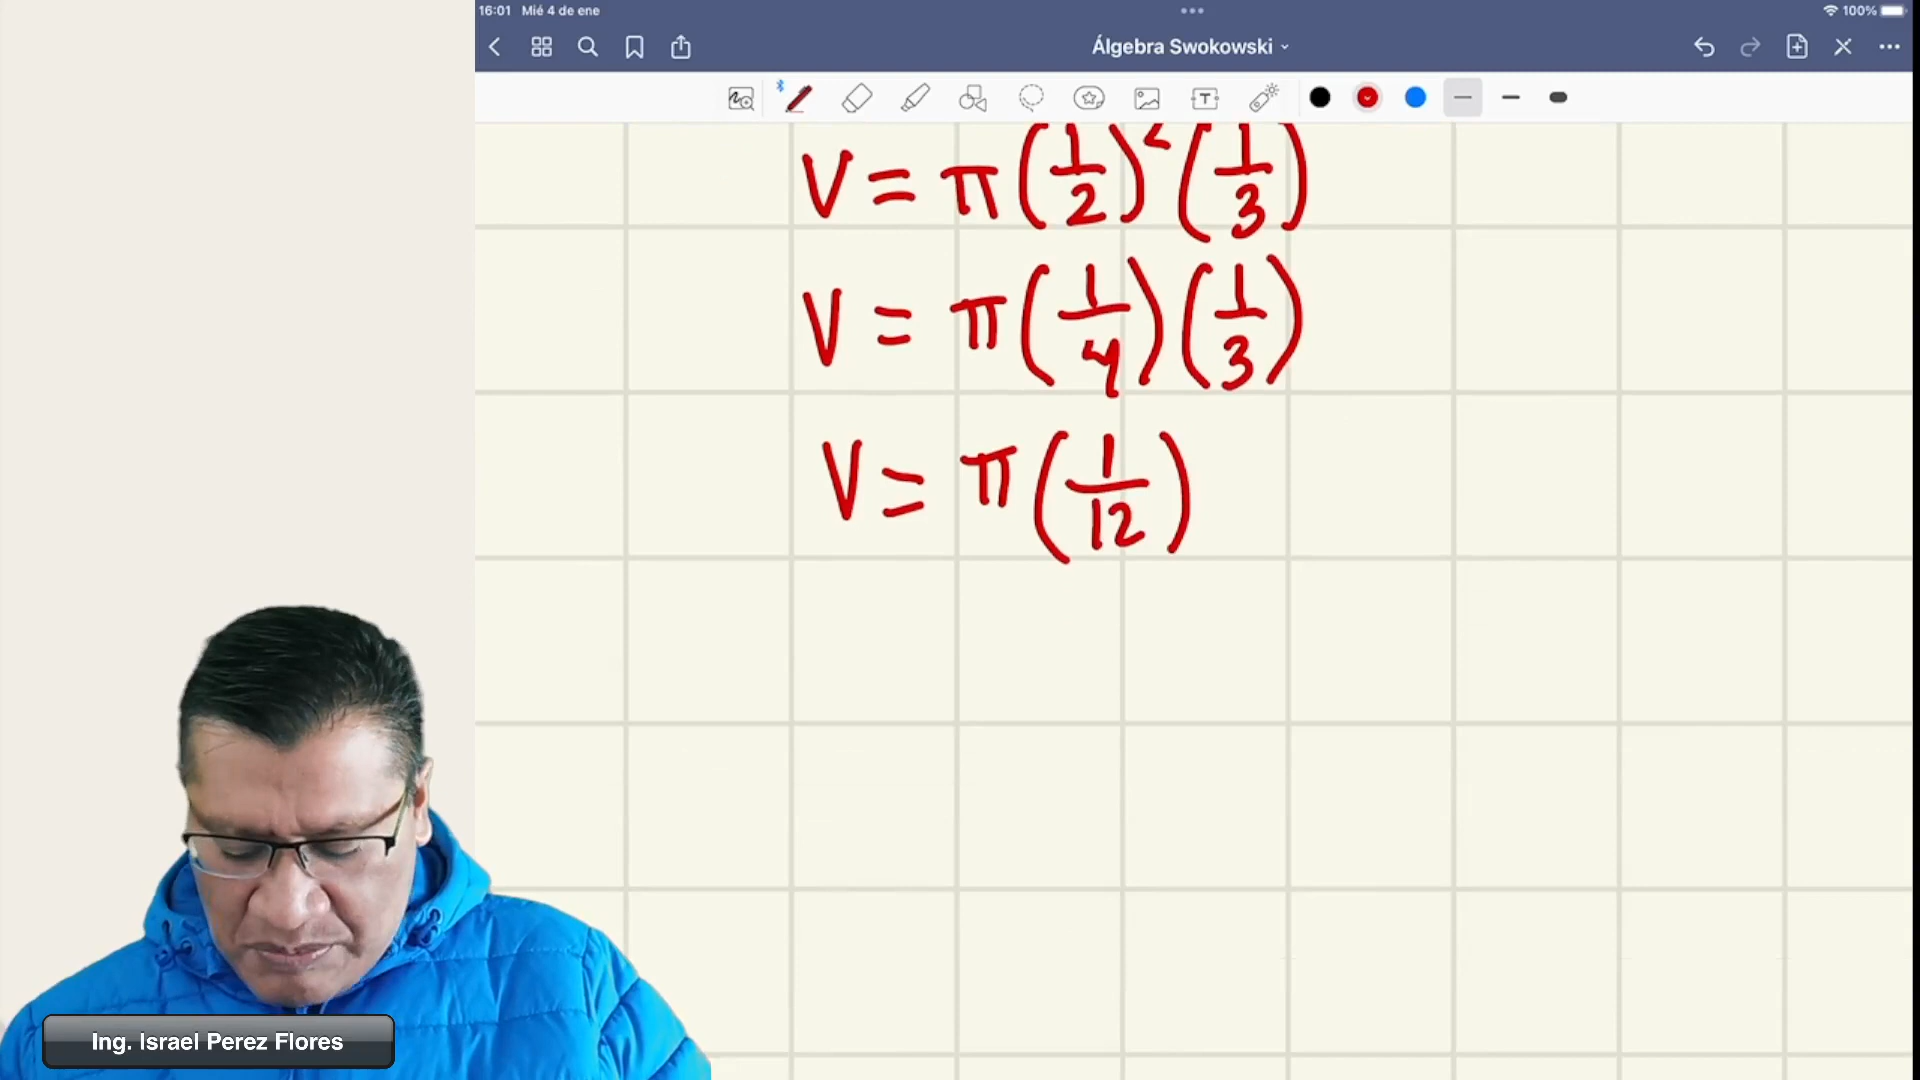 16:01 Mié 4 de ene
100%
Álgebra Swokowski
V = π(1/2)²(1/3)
V = π(1/4)(1/3)
V = π(1/12)
Ing. Israel Perez Flores